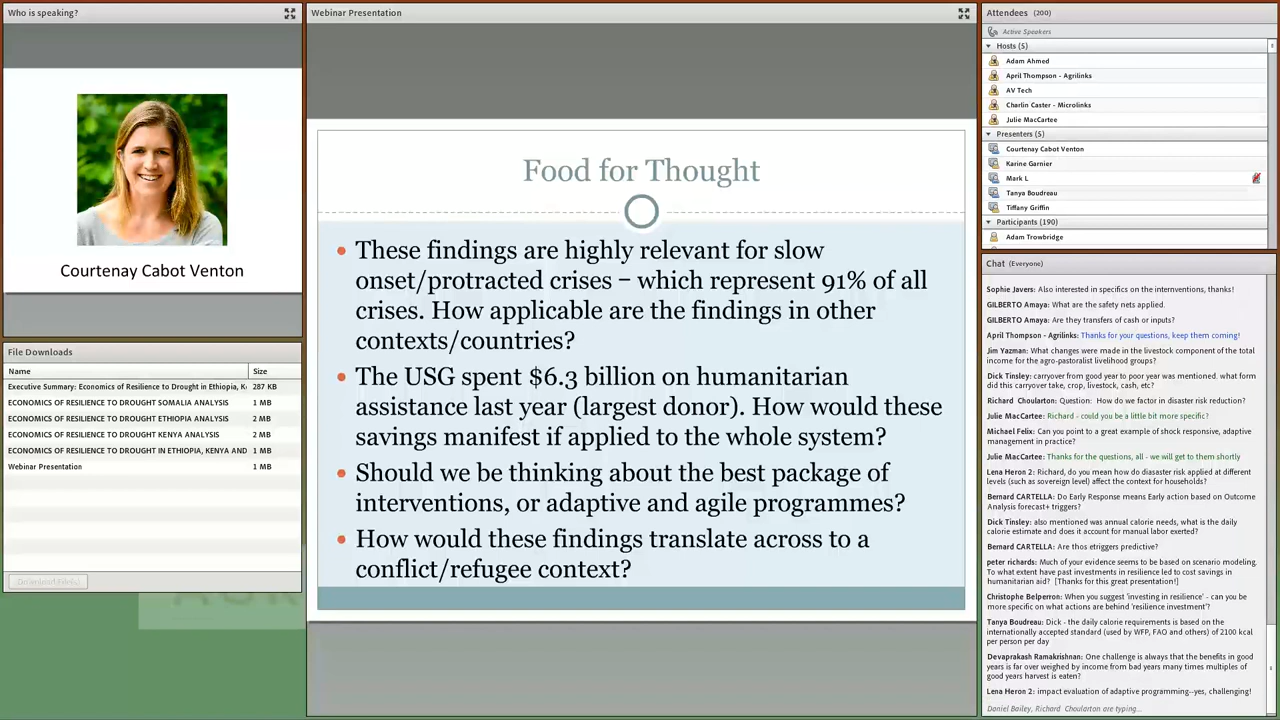 Who is speaking?
Courtenay Cabot Venton
File Downloads
Name Size
Executive Summary: Economics of Resilience to Drought in Ethiopia, K 287 KB
ECONOMICS OF RESILIENCE TO DROUGHT SOMALIA ANALYSIS 1 MB
ECONOMICS OF RESILIENCE TO DROUGHT ETHIOPIA ANALYSIS 2 MB
ECONOMICS OF RESILIENCE TO DROUGHT KENYA ANALYSIS 2 MB
ECONOMICS OF RESILIENCE TO DROUGHT IN ETHIOPIA, KENYA AND 1 MB
Webinar Presentation 1 MB
Download File(s)
Webinar Presentation
Food for Thought
• These findings are highly relevant for slow
onset/protracted crises – which represent 91% of all
crises. How applicable are the findings in other
contexts/countries?
• The USG spent $6.3 billion on humanitarian
assistance last year (largest donor). How would these
savings manifest if applied to the whole system?
• Should we be thinking about the best package of
interventions, or adaptive and agile programmes?
• How would these findings translate across to a
conflict/refugee context?
Attendees (200)
Active Speakers
Hosts (5)
Adam Ahmed
April Thompson - Agrilinks
AV Tech
Charlin Caster - Microlinks
Julie MacCartee
Presenters (5)
Courtenay Cabot Venton
Karine Garnier
Mark L
Tanya Boudreau
Tiffany Griffin
Participants (190)
Adam Trowbridge
Chat (Everyone)
Sophie Javers: Also interested in specifics on the internventions, thanks!
GILBERTO Amaya: What are the safety nets applied.
GILBERTO Amaya: Are they transfers of cash or inputs?
April Thompson - Agrilinks: Thanks for your questions, keep them coming!
Jim Yazman: What changes were made in the livestock component of the total
income for the agro-pastoralist livelihood groups?
Dick Tinsley: carryover from good year to poor year was mentioned. what form
did this carryover take, crop, livestock, cash, etc?
Richard Choularton: Question: How do we factor in disaster risk reduction?
Julie MacCartee: Richard - could you be a little bit more specific?
Michael Felix: Can you point to a great example of shock responsive, adaptive
management in practice?
Julie MacCartee: Thanks for the questions, all - we will get to them shortly
Lena Heron 2: Richard, do you mean how do diasaster risk applied at different
levels (such as sovereign level) affect the context for households?
Bernard CARTELLA: Do Early Response means Early action based on Outcome
Analysis forecast+ triggers?
Dick Tinsley: also mentioned was annual calorie needs, what is the daily
calorie estimate and does it account for manual labor exerted?
Bernard CARTELLA: Are thos etriggers predictive?
peter richards: Much of your evidence seems to be based on scenario modeling.
To what extent have past investments in resilience led to cost savings in
humanitarian aid? [Thanks for this great presentation!]
Christophe Belperron: When you suggest 'investing in resilience' - can you be
more specific on what actions are behind 'resilience investment'?
Tanya Boudreau: Dick - the daily calorie requirements is based on the
internationally accepted standard (used by WFP, FAO and others) of 2100 kcal
per person per day
Devaprakash Ramakrishnan: One challenge is always that the benefits in good
years is far over weighed by income from bad years many times multiples of
good years harvest is eaten?
Lena Heron 2: impact evaluation of adaptive programming--yes, challenging!
Daniel Bailey, Richard Choularton are typing...